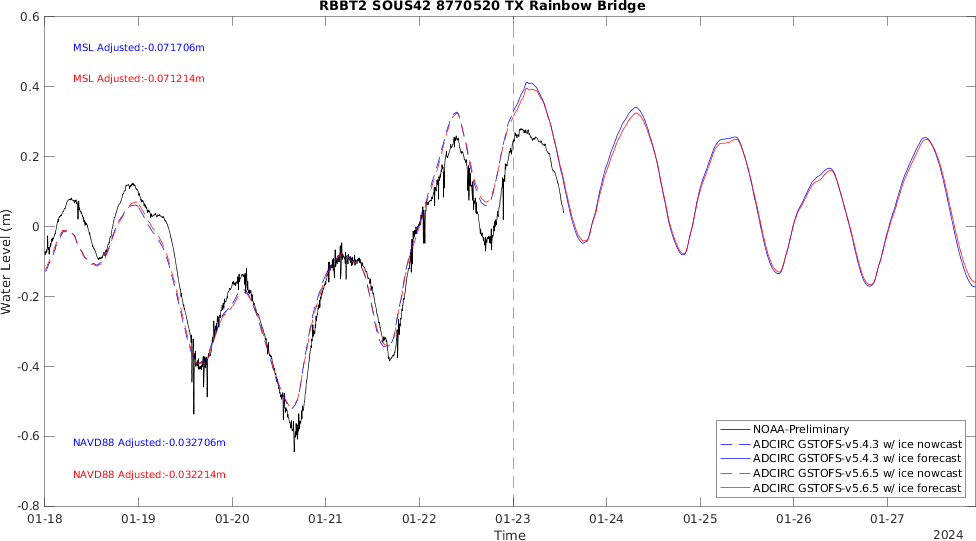 RBBT2 SOUS42 8770520 TX Rainbow Bridge
0.6
0.4
0.2
0
-0.2
-0.4
-0.6
-0.8
Water Level (m)
MSL Adjusted:-0.071706m
MSL Adjusted:-0.071214m
NAVD88 Adjusted:-0.032706m
NAVD88 Adjusted:-0.032214m
NOAA-Preliminary
ADCIRC GSTOFS-v5.4.3 w/ ice nowcast
ADCIRC GSTOFS-v5.4.3 w/ ice forecast
ADCIRC GSTOFS-v5.6.5 w/ ice nowcast
ADCIRC GSTOFS-v5.6.5 w/ ice forecast
01-18 01-19 01-20 01-21 01-22 01-23 01-24 01-25 01-26 01-27
Time
2024